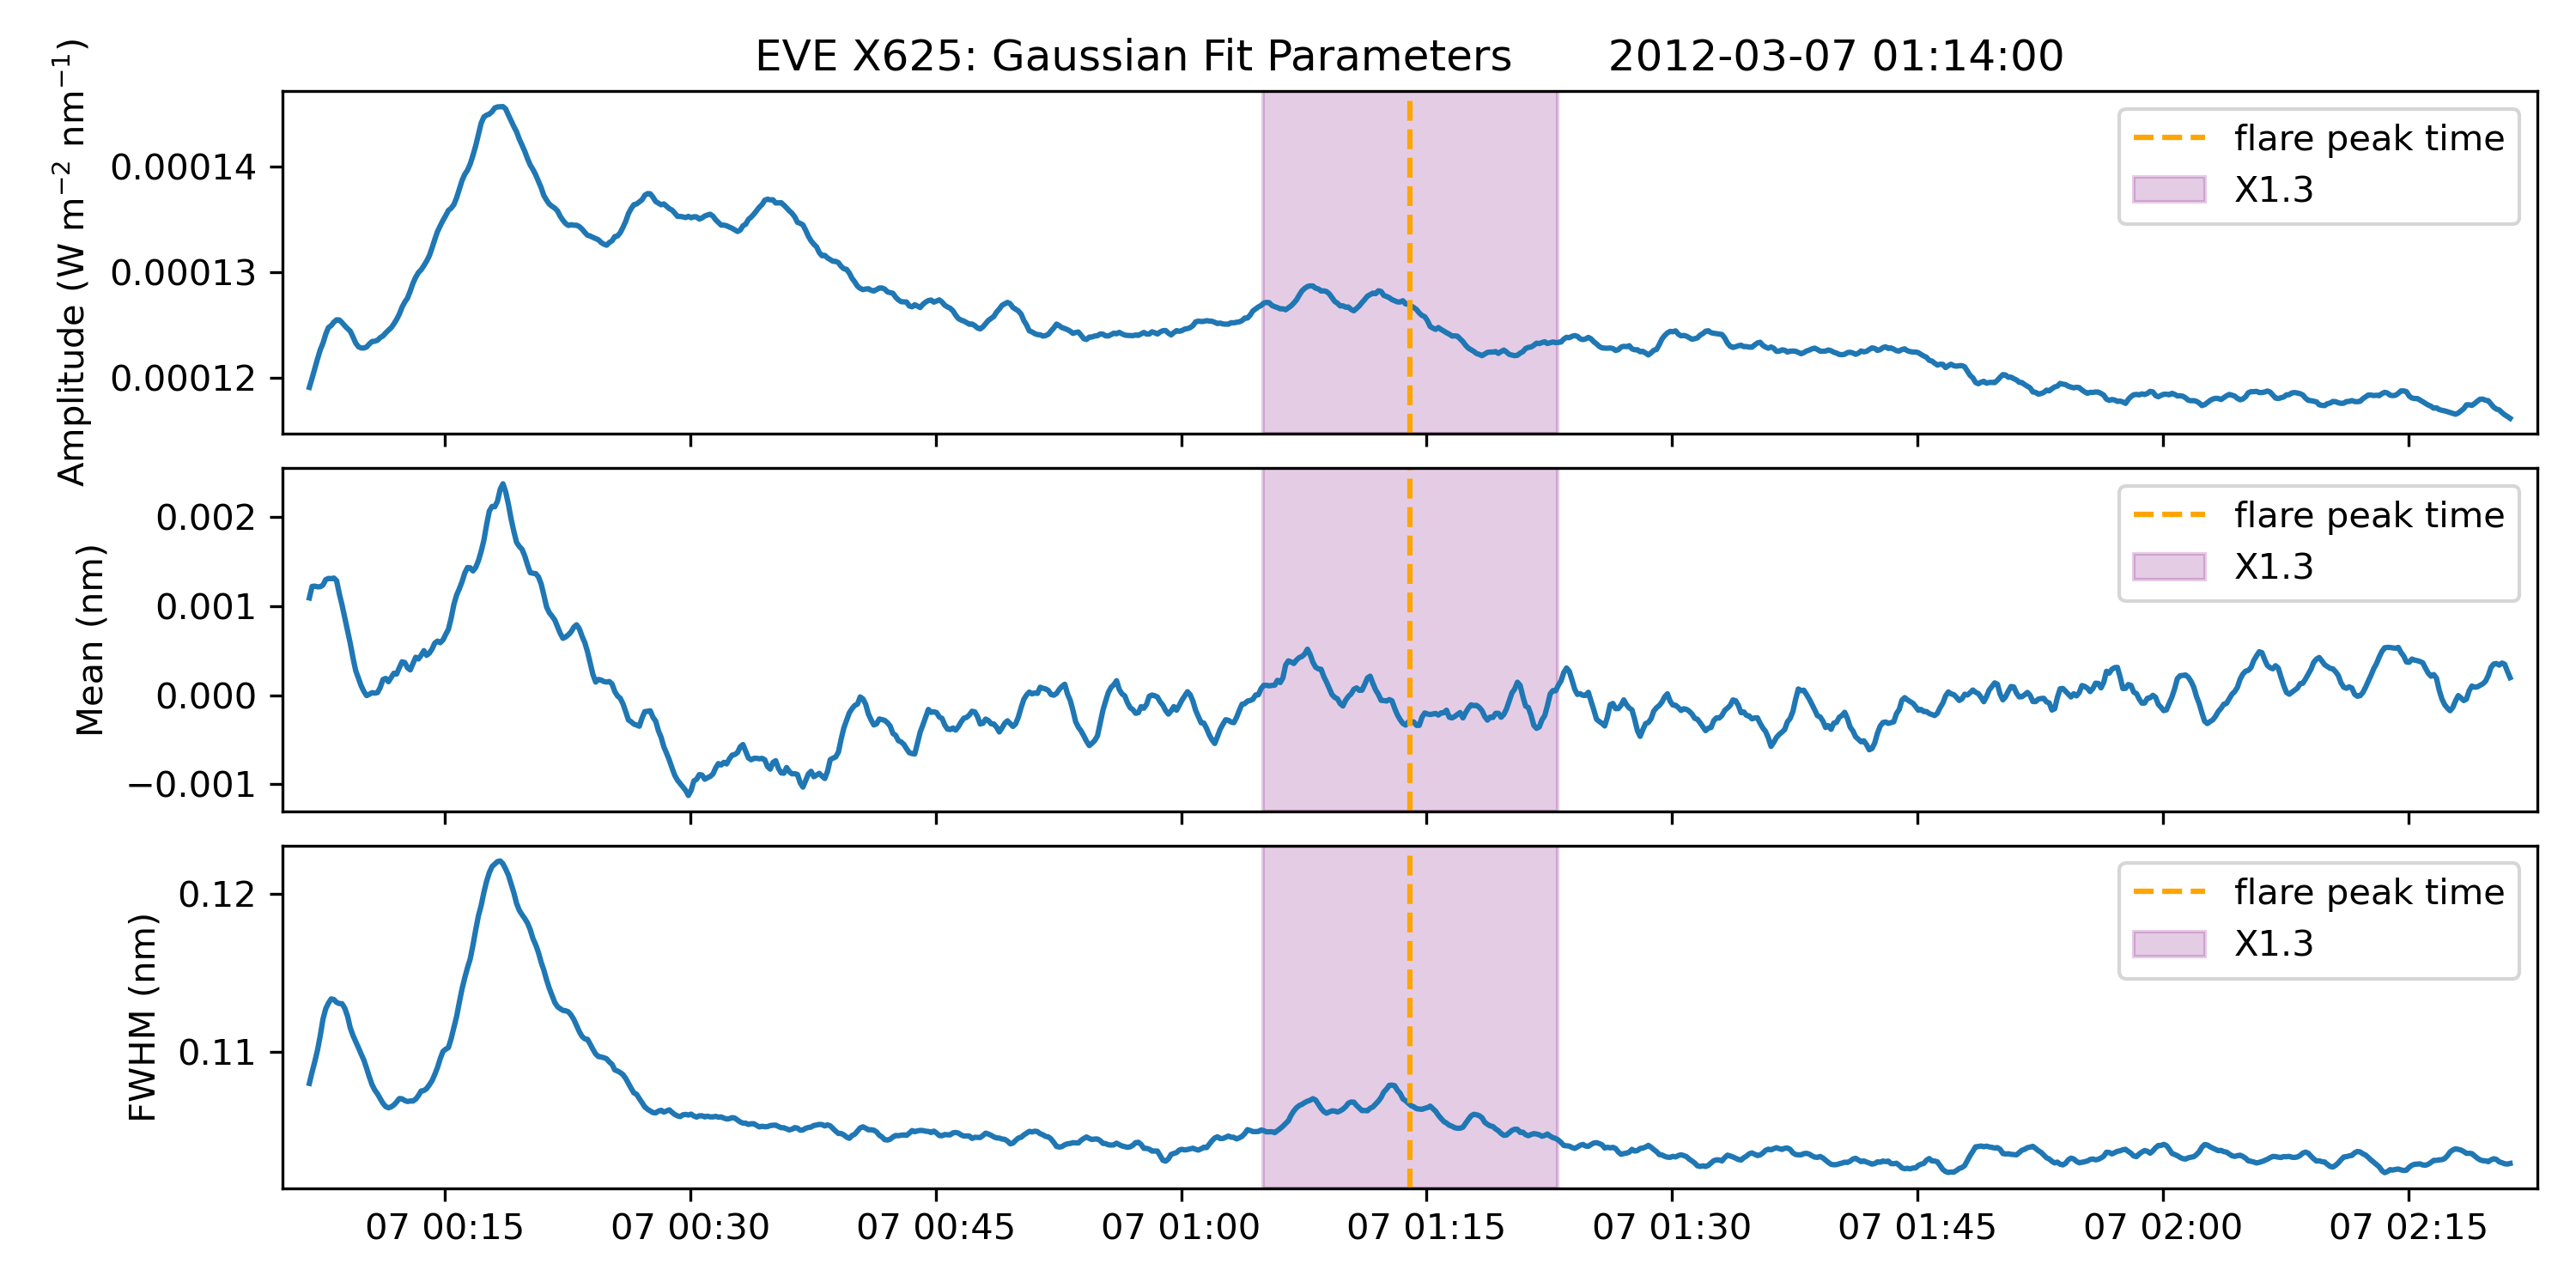 EVE X625: Gaussian Fit Parameters 2012-03-07 01:14:00
Amplitude (W m⁻² nm⁻¹)
0.00014
0.00013
0.00012
flare peak time
X1.3
Mean (nm)
0.002
0.001
0.000
−0.001
flare peak time
X1.3
FWHM (nm)
0.12
0.11
flare peak time
X1.3
07 00:15 07 00:30 07 00:45 07 01:00 07 01:15 07 01:30 07 01:45 07 02:00 07 02:15